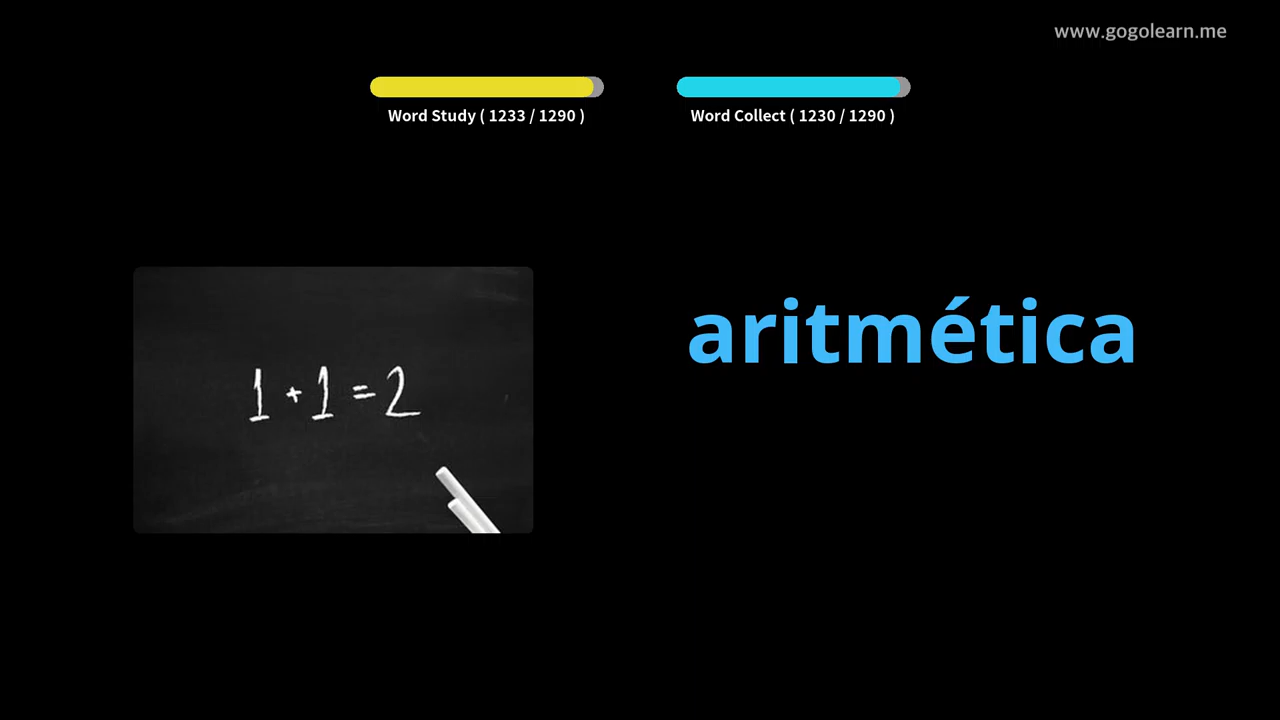 www.gogolearn.me
Word Study ( 1233 / 1290 )
Word Collect ( 1230 / 1290 )
aritmética
1 + 1 = 2